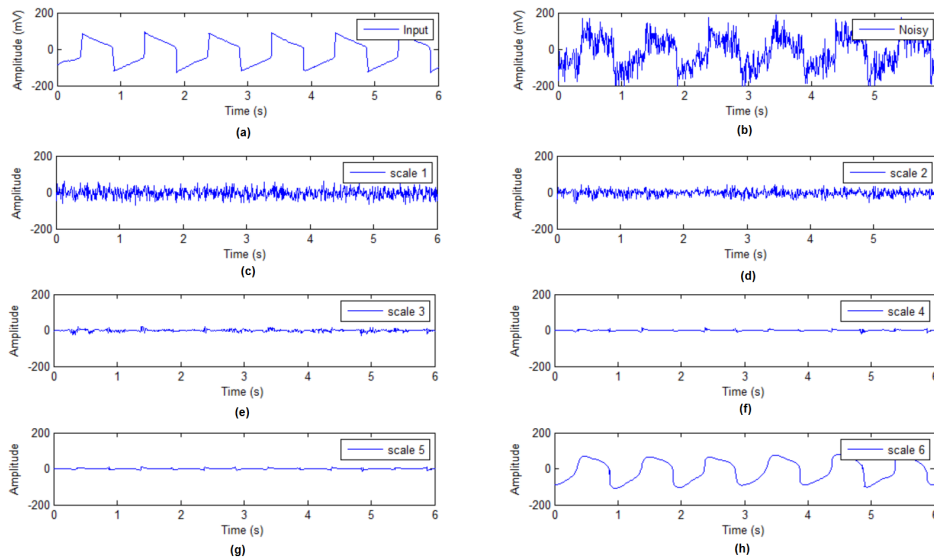 Amplitude (mV)
200
0
-200
Input
0 1 2 3 4 5 6
Time (s)
(a)
Amplitude (mV)
200
0
-200
Noisy
0 1 2 3 4 5
Time (s)
(b)
Amplitude
200
0
-200
scale 1
0 1 2 3 4 5 6
Time (s)
(c)
Amplitude
200
0
-200
scale 2
0 1 2 3 4 5
Time (s)
(d)
Amplitude
200
0
-200
scale 3
0 1 2 3 4 5 6
Time (s)
(e)
Amplitude
200
0
-200
scale 4
0 1 2 3 4 5 6
Time (s)
(f)
Amplitude
200
0
-200
scale 5
0 1 2 3 4 5 6
Time (s)
(g)
Amplitude
200
0
-200
scale 6
0 1 2 3 4 5 6
Time (s)
(h)